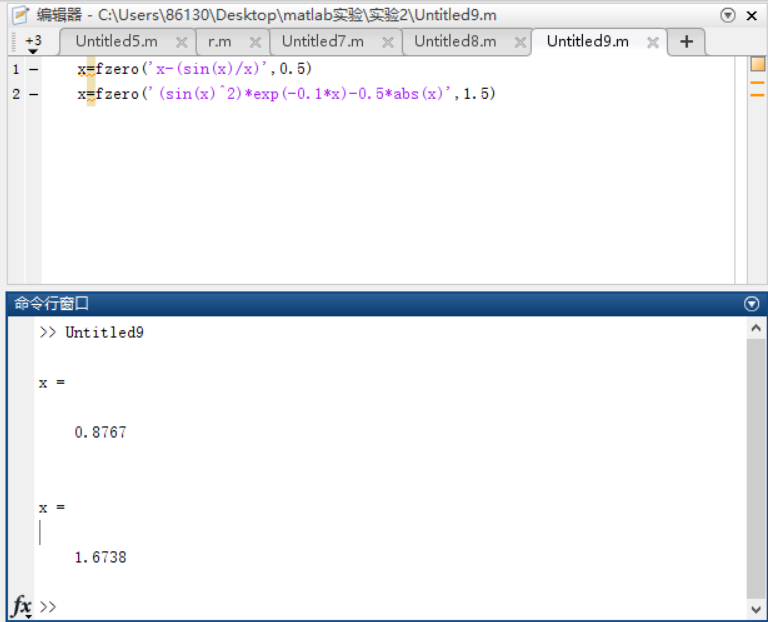 编辑器 - C:\Users\86130\Desktop\matlab实验\实验2\Untitled9.m
+3 Untitled5.m r.m Untitled7.m Untitled8.m Untitled9.m +
1 x=fzero('x-(sin(x)/x)',0.5)
2 x=fzero('(sin(x)^2)*exp(-0.1*x)-0.5*abs(x)',1.5)
命令行窗口
>> Untitled9
x =
0.8767
x =
1.6738
fx >>